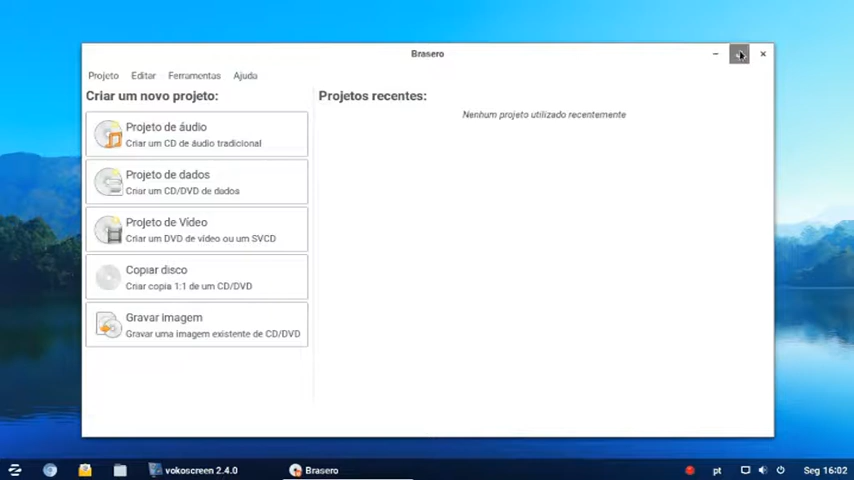 Brasero
Projeto Editar Ferramentas Ajuda
Criar um novo projeto:
Projeto de áudio
Criar um CD de áudio tradicional
Projeto de dados
Criar um CD/DVD de dados
Projeto de Vídeo
Criar um DVD de vídeo ou um SVCD
Copiar disco
Criar copia 1:1 de um CD/DVD
Gravar imagem
Gravar uma imagem existente de CD/DVD
Projetos recentes:
Nenhum projeto utilizado recentemente
vokoscreen 2.4.0 Brasero pt Seg 16:02